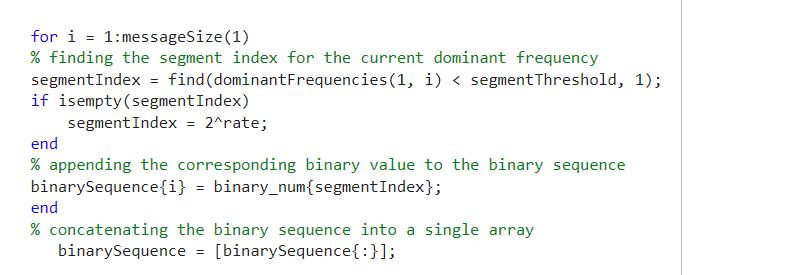 for i = 1:messageSize(1)
% finding the segment index for the current dominant frequency
segmentIndex = find(dominantFrequencies(1, i) < segmentThreshold, 1);
if isempty(segmentIndex)
    segmentIndex = 2^rate;
end
% appending the corresponding binary value to the binary sequence
binarySequence{i} = binary_num{segmentIndex};
end
% concatenating the binary sequence into a single array
   binarySequence = [binarySequence{:}];